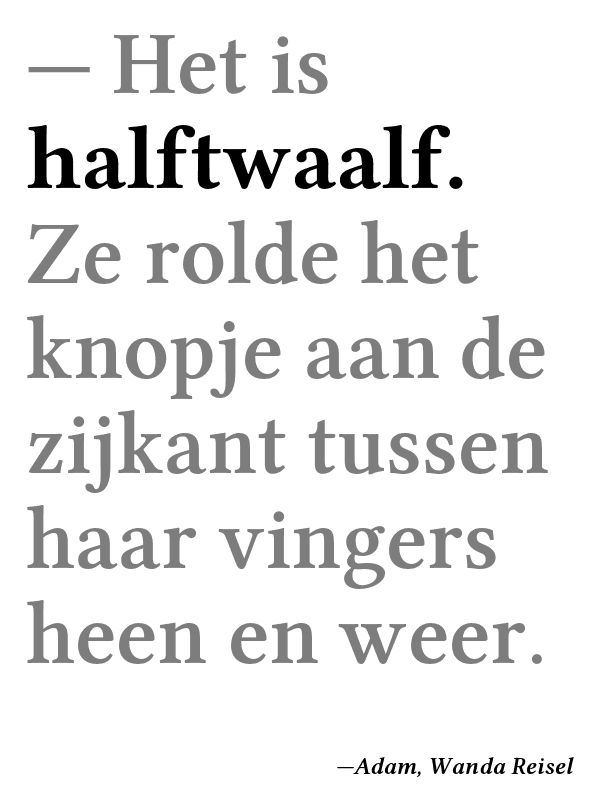 — Het is
halftwaalf.
Ze rolde het
knopje aan de
zijkant tussen
haar vingers
heen en weer.
—Adam, Wanda Reisel